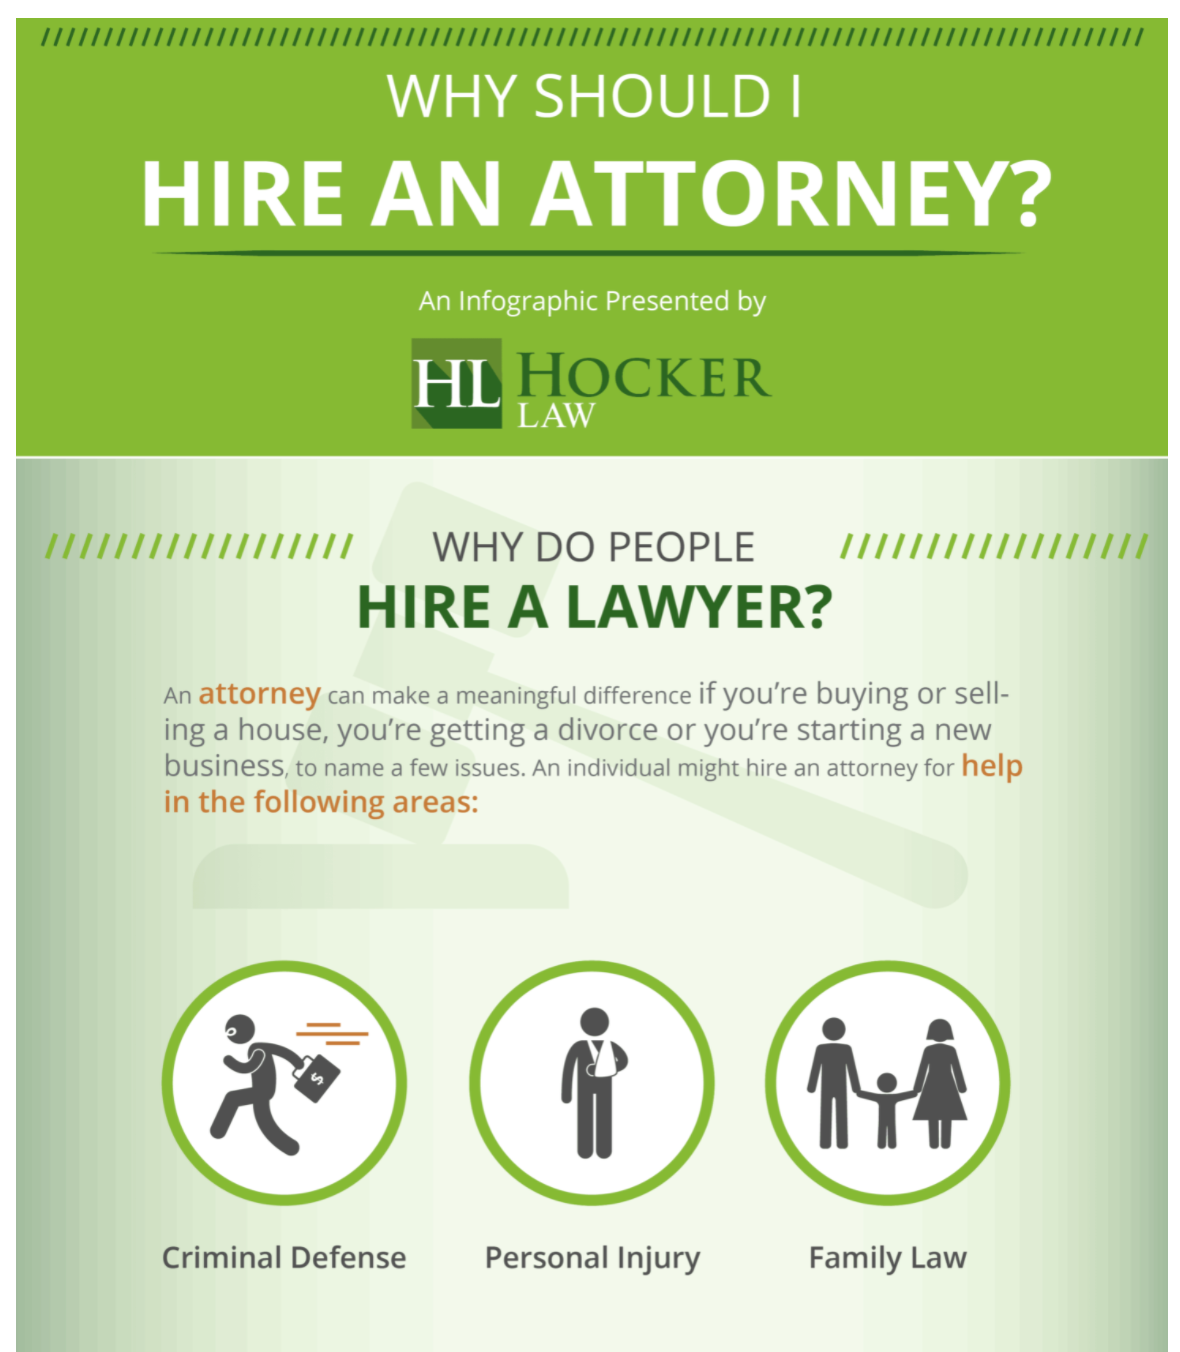 WHY SHOULD I
HIRE AN ATTORNEY?
An Infographic Presented by
HL HOCKER
LAW
WHY DO PEOPLE
HIRE A LAWYER?
An attorney can make a meaningful difference if you're buying or sell-
ing a house, you're getting a divorce or you're starting a new
business, to name a few issues. An individual might hire an attorney for help
in the following areas:
$
Criminal Defense
Personal Injury
Family Law